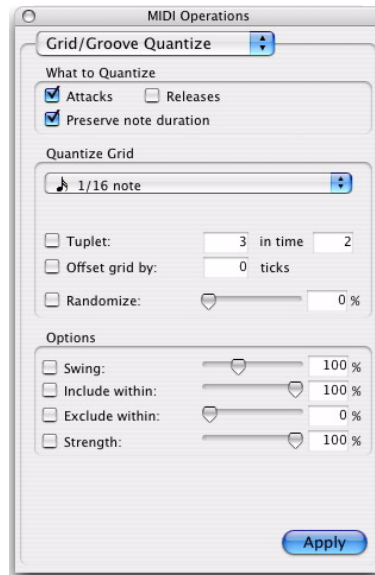 MIDI Operations
Grid/Groove Quantize
What to Quantize
Attacks Releases
Preserve note duration
Quantize Grid
1/16 note
Tuplet: 3 in time 2
Offset grid by: 0 ticks
Randomize: 0 %
Options
Swing: 100 %
Include within: 100 %
Exclude within: 0 %
Strength: 100 %
Apply